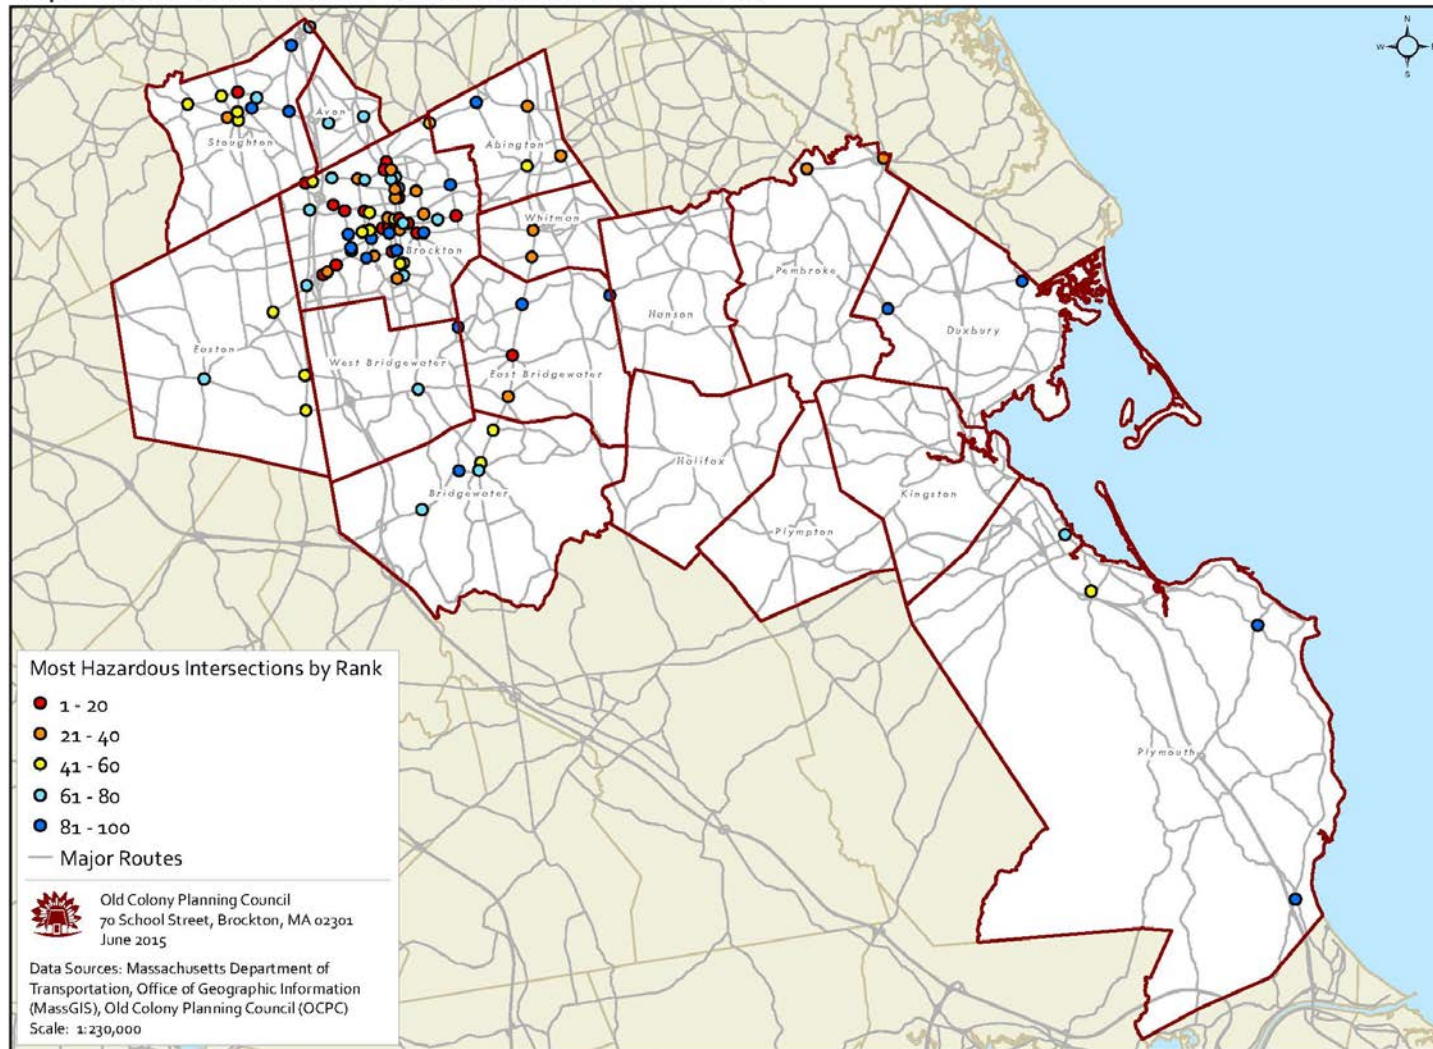 N
W
S
Avon
Stoughton
Abington
Whitman
Brockton
Pembroke
Hanson
Duxbury
Easton
West Bridgewater
East Bridgewater
Halifax
Bridgewater
Kingston
Plympton
Plymouth
Most Hazardous Intersections by Rank
1 - 20
21 - 40
41 - 60
61 - 80
81 - 100
Major Routes
Old Colony Planning Council
70 School Street, Brockton, MA 02301
June 2015
Data Sources: Massachusetts Department of
Transportation, Office of Geographic Information
(MassGIS), Old Colony Planning Council (OCPC)
Scale: 1:230,000